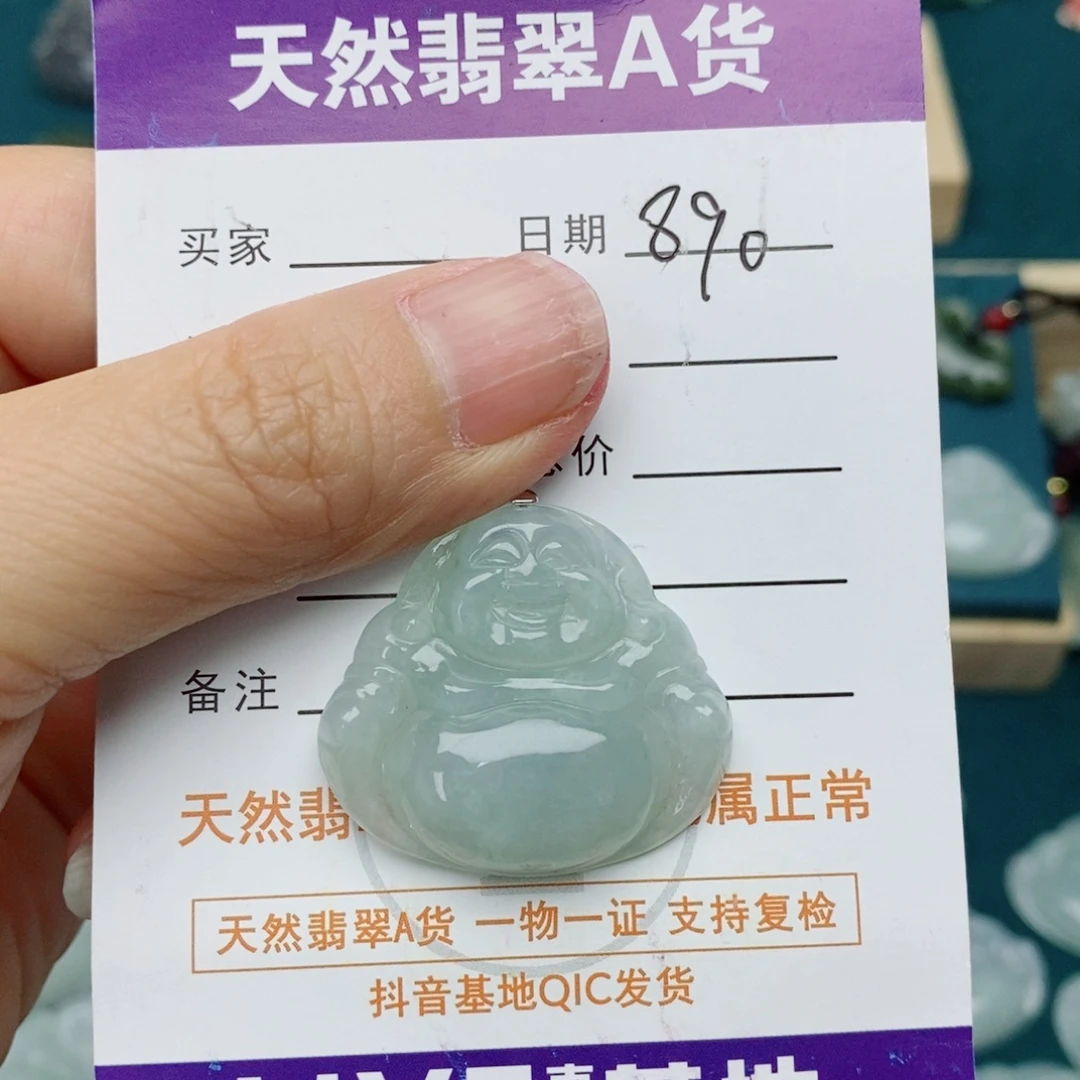 天然翡翠A货
买家 日期 890
价
备注
天然翡 属正常
天然翡翠A货 一物一证 支持复检
抖音基地QIC发货